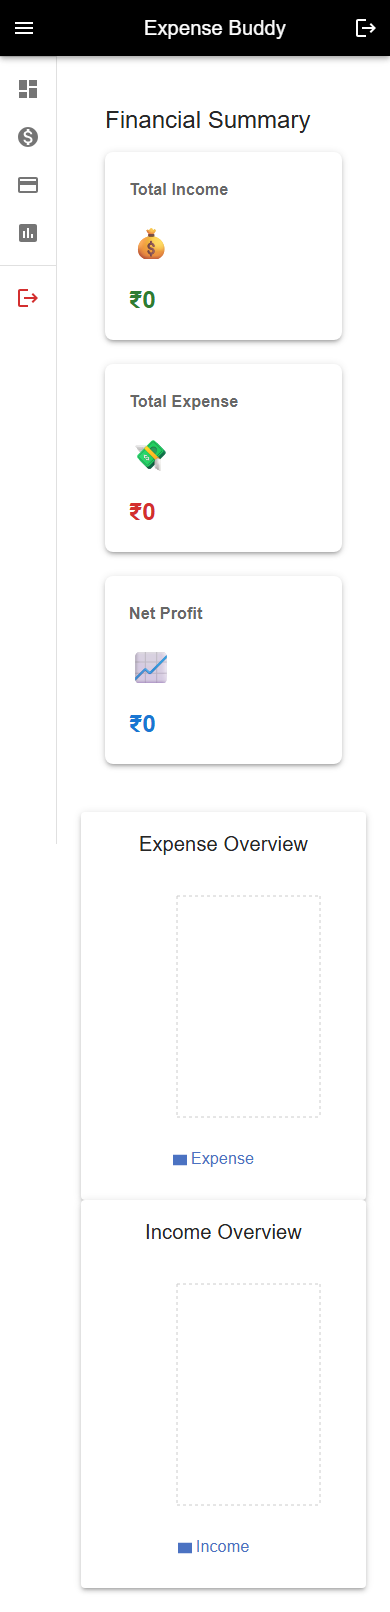 Expense Buddy
Financial Summary
Total Income
₹0
Total Expense
₹0
Net Profit
₹0
Expense Overview
Expense
Income Overview
Income